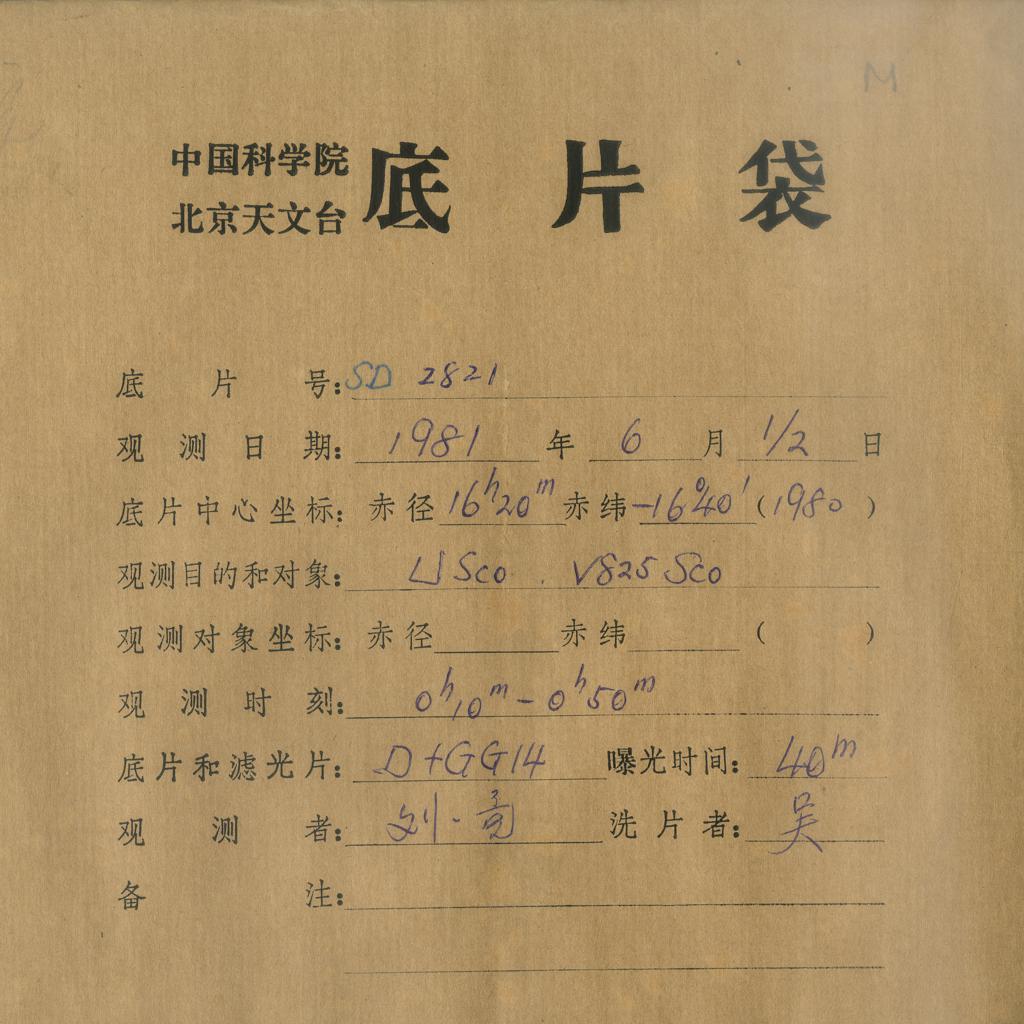 M
中国科学院
北京天文台
底片袋
底片号: SD 2821
观测日期: 1981 年 6 月 1/2 日
底片中心坐标: 赤径 16h20m 赤纬 -16°40′ (1980)
观测目的和对象: U Sco . V825 Sco
观测对象坐标: 赤径 赤纬 ( )
观测时刻: 0h10m - 0h50m
底片和滤光片: D+GG14 曝光时间: 40m
观测者: 刘· 洗片者: 吴
备注: